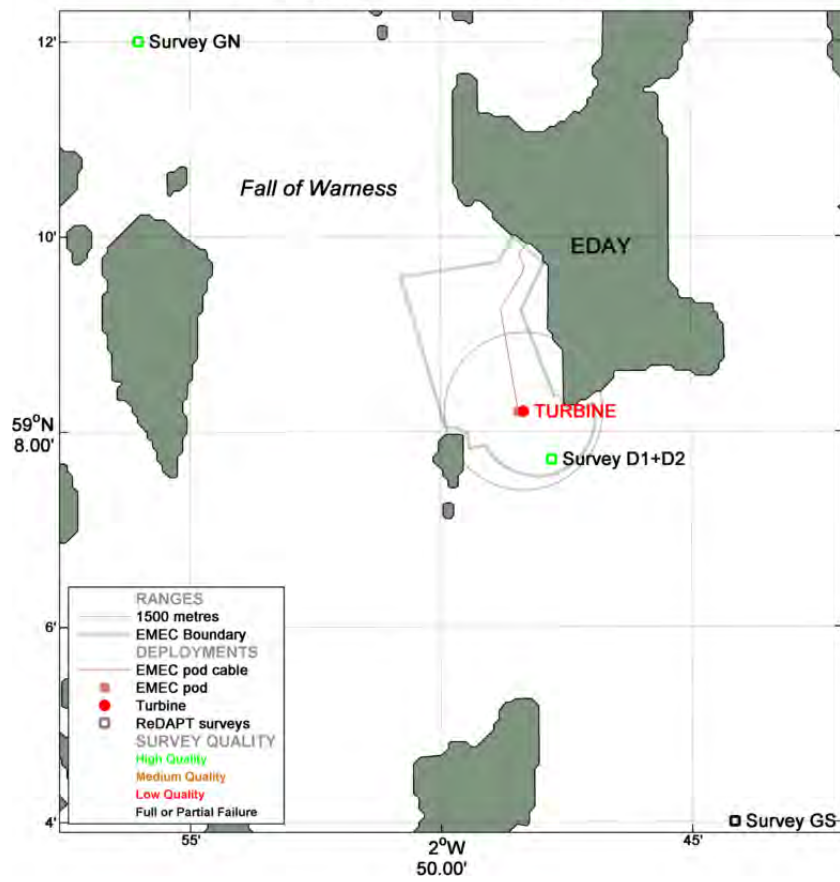 12'
Survey GN
11'
Fall of Warness
10'
EDAY
9'
TURBINE
59°N
8.00'
Survey D1+D2
RANGES
1500 metres
EMEC Boundary
DEPLOYMENTS
EMEC pod cable
EMEC pod
Turbine
ReDAPT surveys
SURVEY QUALITY
High Quality
Medium Quality
Low Quality
Full or Partial Failure
6'
4'
Survey GS
55'
2°W
50.00'
45'